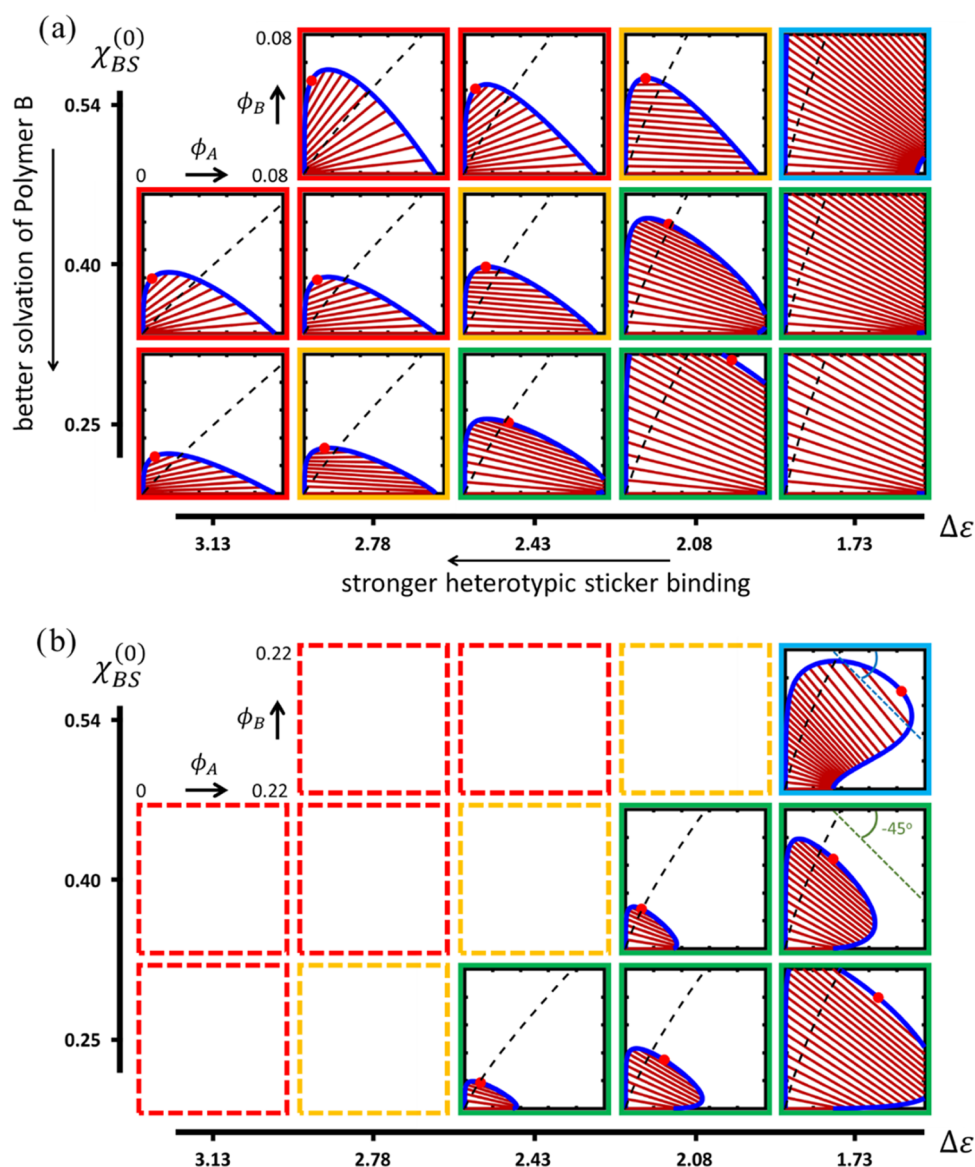 (a)
χ_BS^(0)
0.08
0.54
ϕ_B
ϕ_A
0
0.08
better solvation of Polymer B
0.40
0.25
Δε
3.13 2.78 2.43 2.08 1.73
stronger heterotypic sticker binding
(b)
χ_BS^(0)
0.22
0.54
ϕ_B
ϕ_A
0
0.22
-45°
0.40
0.25
Δε
3.13 2.78 2.43 2.08 1.73